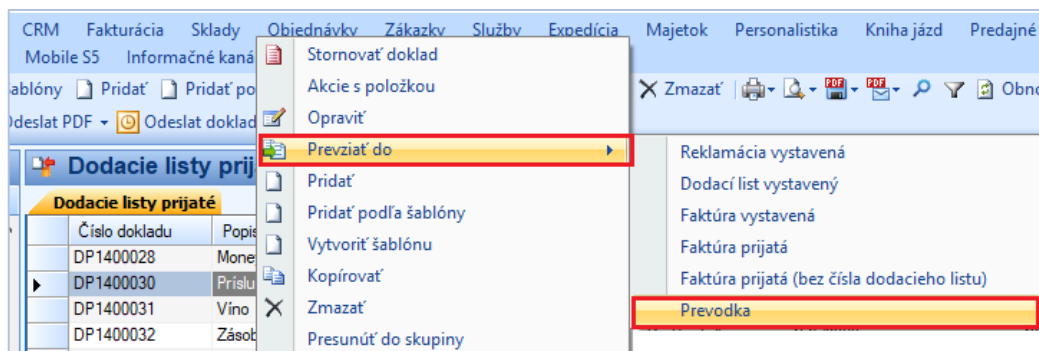 CRM Fakturácia Sklady Objednávky Zákazky Služby Expedícia Majetok Personalistika Kniha jázd Predajné
Mobile S5 Informačné kaná
ablóny Pridať Pridať po
Zmazať Obno
Odeslat PDF Odeslat doklad
Dodacie listy prij
Dodacie listy prijaté
Číslo dokladu Popis
DP1400028 Mone
DP1400030 Príslu
DP1400031 Víno
DP1400032 Zásob
Stornovať doklad
Akcie s položkou
Opraviť
Prevziať do
Pridať
Pridať podľa šablóny
Vytvoriť šablónu
Kopírovať
Zmazať
Presunúť do skupiny
Reklamácia vystavená
Dodací list vystavený
Faktúra vystavená
Faktúra prijatá
Faktúra prijatá (bez čísla dodacieho listu)
Prevodka